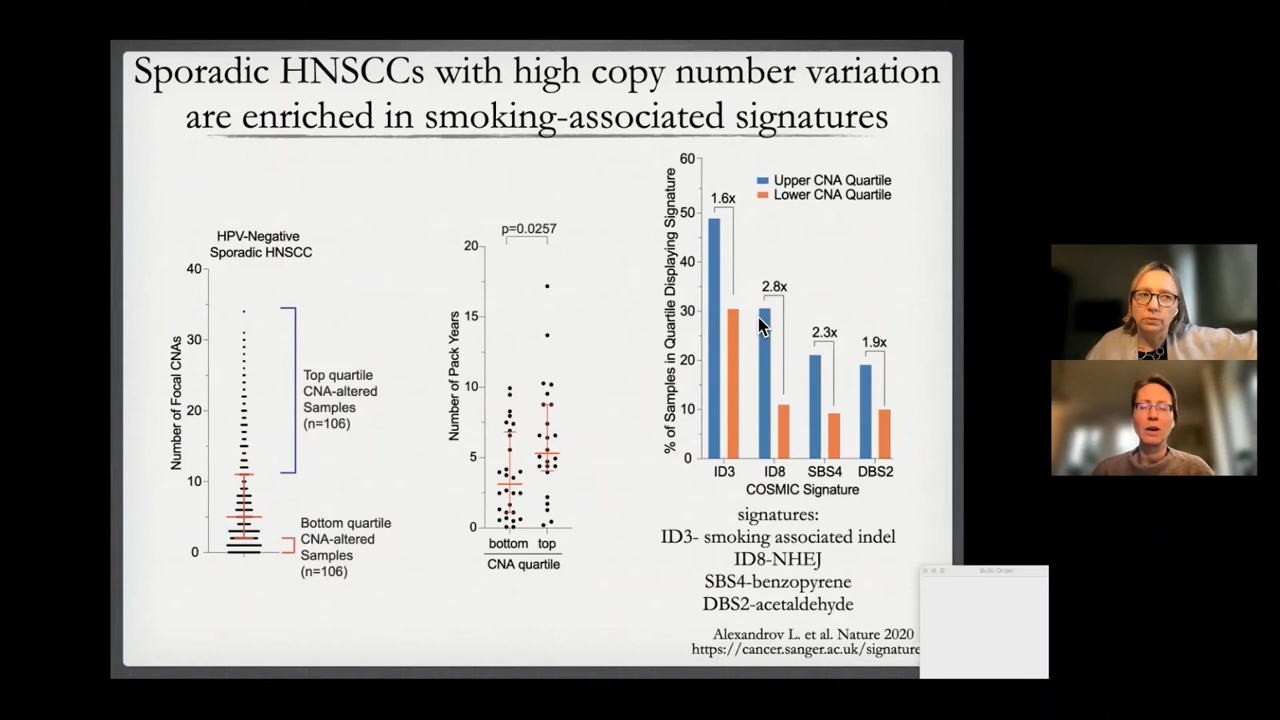 Sporadic HNSCCs with high copy number variation
are enriched in smoking-associated signatures
HPV-Negative
Sporadic HNSCC
40
30
20
10
0
Number of Focal CNAs
Top quartile
CNA-altered
Samples
(n=106)
Bottom quartile
CNA-altered
Samples
(n=106)
p=0.0257
20
15
10
5
0
Number of Pack Years
bottom top
CNA quartile
60
50
40
30
20
10
0
% of Samples in Quartile Displaying Signature
Upper CNA Quartile
Lower CNA Quartile
1.6x
2.8x
2.3x
1.9x
ID3 ID8 SBS4 DBS2
COSMIC Signature
signatures:
ID3- smoking associated indel
ID8-NHEJ
SBS4-benzopyrene
DBS2-acetaldehyde
Alexandrov L. et al. Nature 2020
https://cancer.sanger.ac.uk/signature